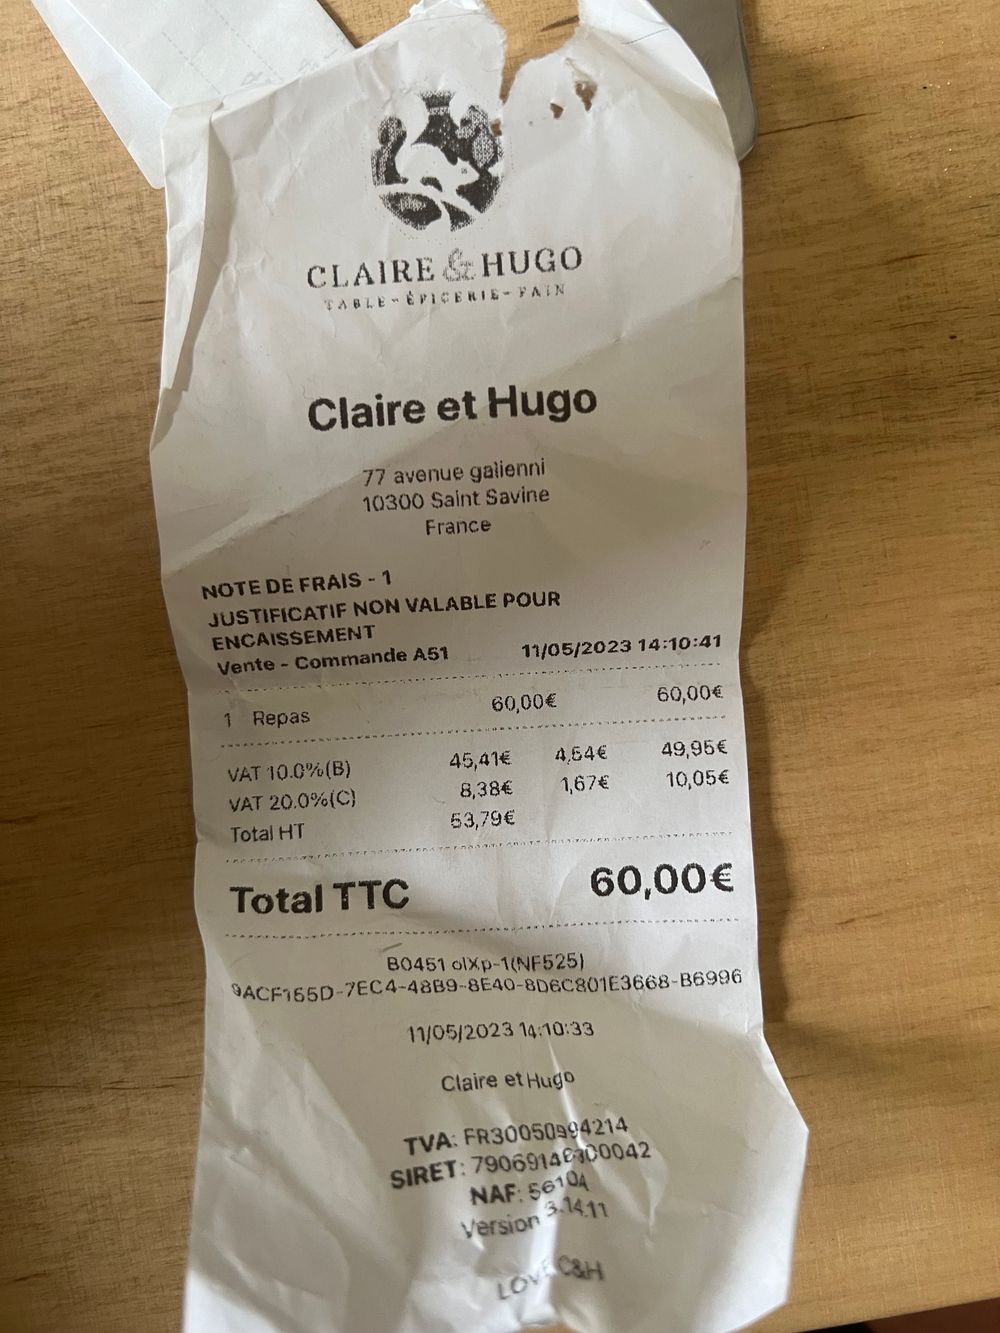 CLAIRE & HUGO
TABLE - ÉPICERIE - PAIN
Claire et Hugo
77 avenue galienni
10300 Saint Savine
France
NOTE DE FRAIS - 1
JUSTIFICATIF NON VALABLE POUR
ENCAISSEMENT
Vente - Commande A51 11/05/2023 14:10:41
1 Repas 60,00€ 60,00€
VAT 10.0%(B) 45,41€ 4,54€ 49,95€
VAT 20.0%(C) 8,38€ 1,67€ 10,05€
Total HT 53,79€
Total TTC 60,00€
B0451 olXp-1(NF525)
9ACF165D-7EC4-48B9-8E40-8D6C801E3668-B6996
11/05/2023 14:10:33
Claire et Hugo
TVA: FR30050994214
SIRET:
NAF: 5610A
Version 3.14.11
LOVE C&H